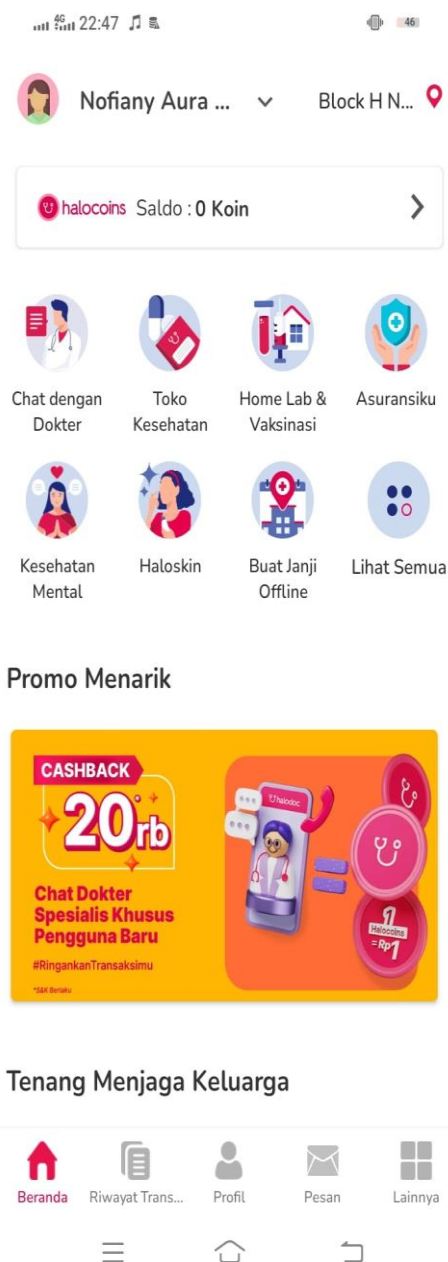 4G 22:47 46
Nofiany Aura ... Block H N...
halocoins Saldo : 0 Koin
Chat dengan
Dokter
Toko
Kesehatan
Home Lab &
Vaksinasi
Asuransiku
Kesehatan
Mental
Haloskin
Buat Janji
Offline
Lihat Semua
Promo Menarik
CASHBACK
20rb
Chat Dokter
Spesialis Khusus
Pengguna Baru
#RingankanTransaksimu
*S&K Berlaku
halodoc
1
Halocoins
=Rp1
Tenang Menjaga Keluarga
Beranda Riwayat Trans... Profil Pesan Lainnya